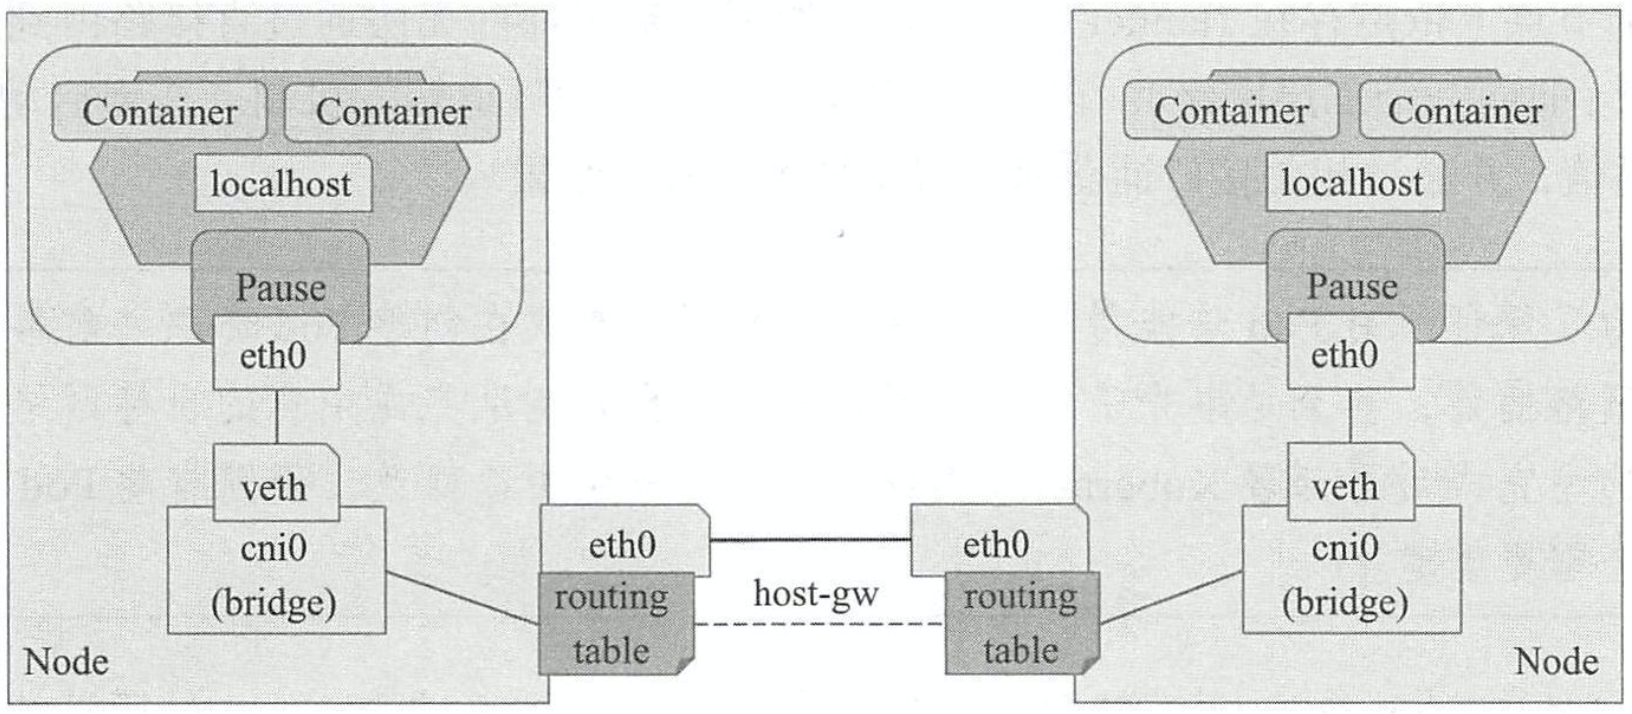 Container
Container
localhost
Pause
eth0
veth
cni0
(bridge)
Node
eth0
routing
table
host-gw
eth0
routing
table
Container
Container
localhost
Pause
eth0
veth
cni0
(bridge)
Node